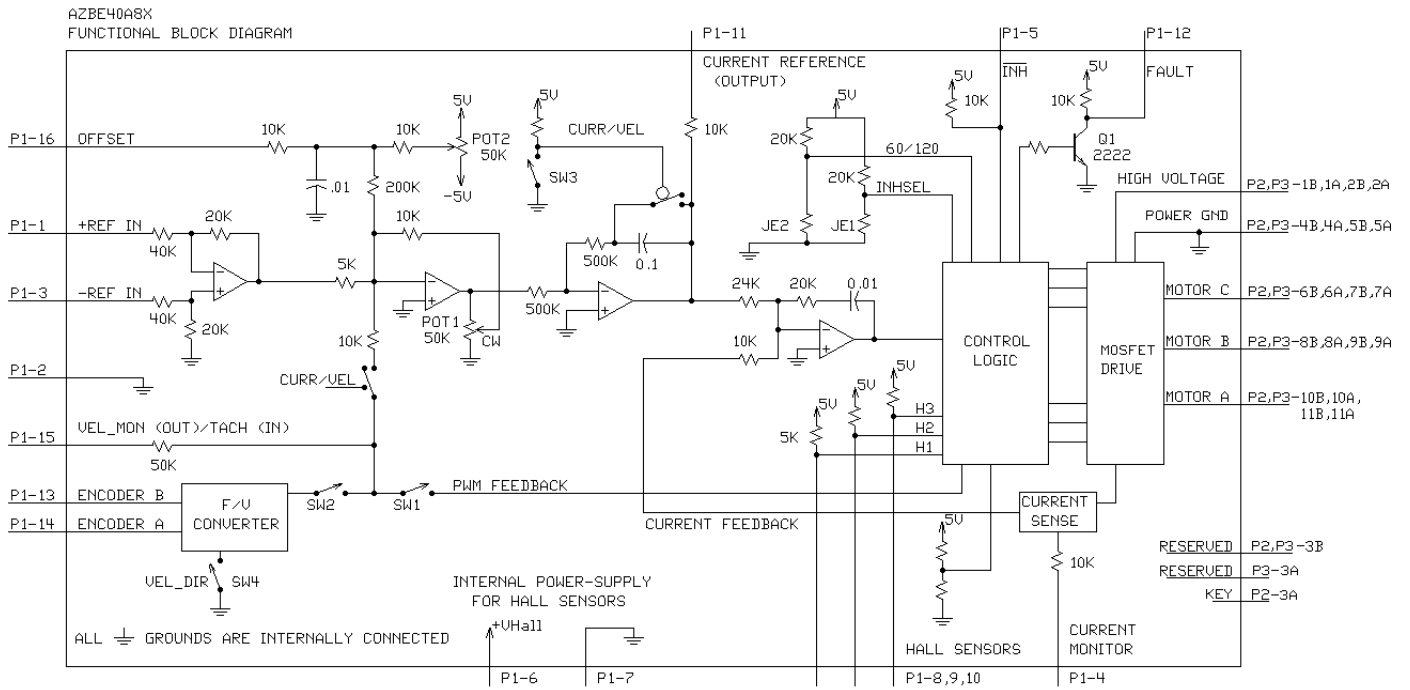 AZBE40A8X
FUNCTIONAL BLOCK DIAGRAM
P1-11
P1-5
P1-12
CURRENT REFERENCE
(OUTPUT)
INH
FAULT
5V
5V
5V
5V
5V
10K
10K
P1-16 OFFSET
10K
10K
POT2
50K
CURR/VEL
10K
20K
60/120
Q1
2222
.01
-5V
SW3
20K
HIGH VOLTAGE
P2,P3-1B,1A,2B,2A
200K
INHSEL
P1-1 +REF IN
20K
10K
JE2
JE1
POWER GND
P2,P3-4B,4A,5B,5A
40K
500K
0.1
5K
24K
20K
0.01
P1-3 -REF IN
MOTOR C
P2,P3-6B,6A,7B,7A
40K
20K
POT1
50K
CW
500K
10K
10K
CONTROL
LOGIC
MOSFET
DRIVE
MOTOR B
P2,P3-8B,8A,9B,9A
P1-2
CURR/VEL
5V
5V
5V
MOTOR A
P2,P3-10B,10A,
11B,11A
H3
H2
H1
P1-15
VEL_MON (OUT)/TACH (IN)
50K
5K
P1-13 ENCODER B
P1-14 ENCODER A
F/V
CONVERTER
SW2
SW1
PWM FEEDBACK
CURRENT FEEDBACK
5V
CURRENT
SENSE
VEL_DIR
SW4
INTERNAL POWER-SUPPLY
FOR HALL SENSORS
10K
RESERVED P2,P3-3B
RESERVED P3-3A
KEY P2-3A
+VHall
ALL GROUNDS ARE INTERNALLY CONNECTED
HALL SENSORS
CURRENT
MONITOR
P1-6
P1-7
P1-8,9,10
P1-4